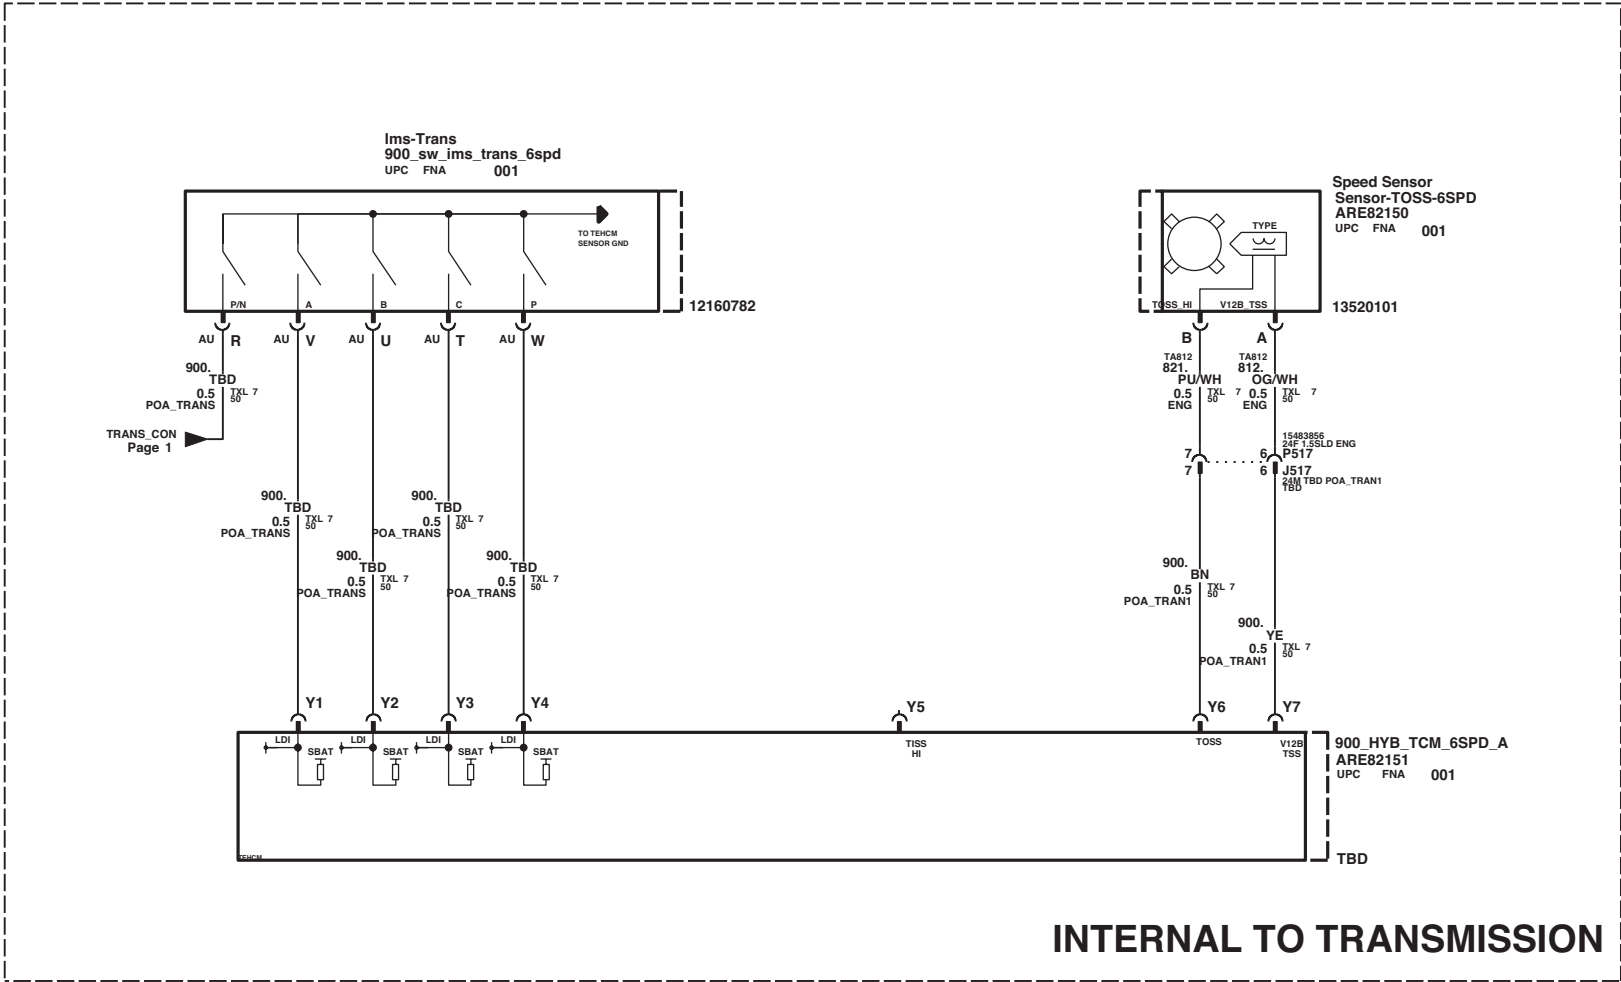 Ims-Trans
900_sw_ims_trans_6spd
UPC FNA 001
TO TEHCM
SENSOR GND
P/N A B C P
12160782
AU R AU V AU U AU T AU W
900.
TBD
0.5 TXL 7
50
POA_TRANS
TRANS_CON
Page 1
900.
TBD
0.5 TXL 7
50
POA_TRANS
900.
TBD
0.5 TXL 7
50
POA_TRANS
900.
TBD
0.5 TXL 7
50
POA_TRANS
900.
TBD
0.5 TXL 7
50
POA_TRANS
Speed Sensor
Sensor-TOSS-6SPD
ARE82150
UPC FNA 001
TYPE
TOSS_HI V12B_TSS
13520101
B A
TA812
821.
PU/WH
0.5 TXL 7
50
ENG
TA812
812.
OG/WH
0.5 TXL 7
50
ENG
15483856
24F 1.5SLD ENG
7 6 P517
7 6 J517
24M TBD POA_TRAN1
TBD
900.
BN
0.5 TXL 7
50
POA_TRAN1
900.
YE
0.5 TXL 7
50
POA_TRAN1
Y1 Y2 Y3 Y4 Y5 Y6 Y7
LDI SBAT LDI SBAT LDI SBAT LDI SBAT
TISS
HI
TOSS
V12B
TSS
900_HYB_TCM_6SPD_A
ARE82151
UPC FNA 001
TEHCM
TBD
INTERNAL TO TRANSMISSION